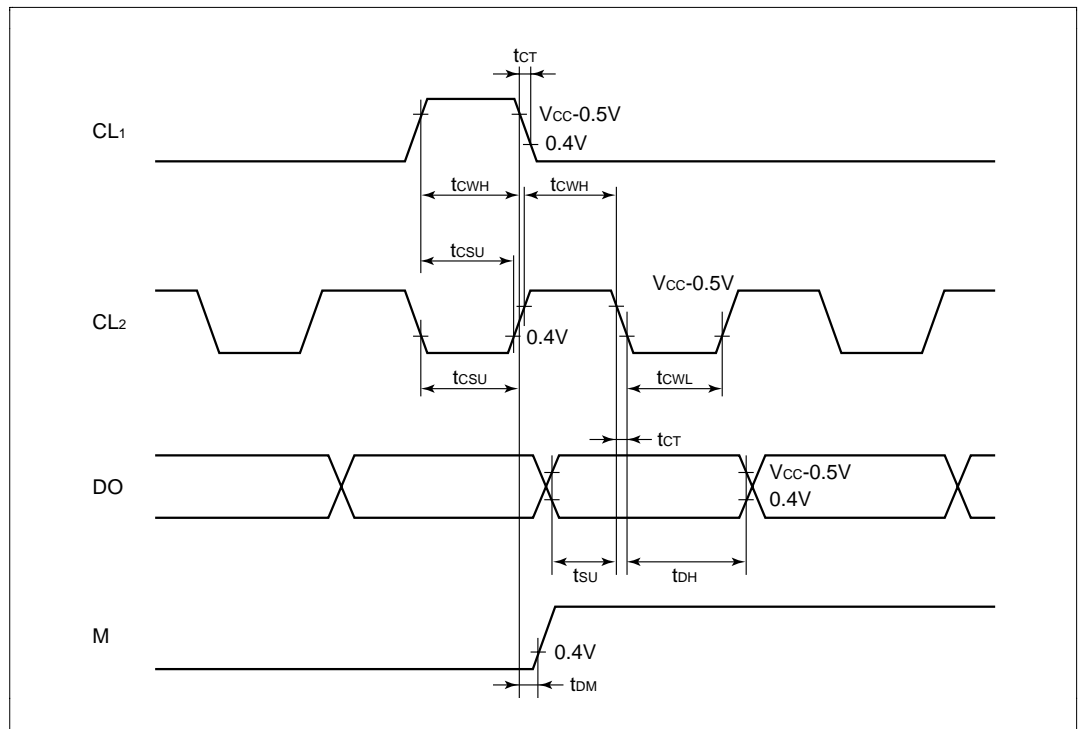 tCT
CL1
VCC-0.5V
0.4V
tCWH
tCWH
tCSU
VCC-0.5V
CL2
0.4V
tCSU
tCWL
tCT
DO
VCC-0.5V
0.4V
tSU
tDH
M
0.4V
tDM